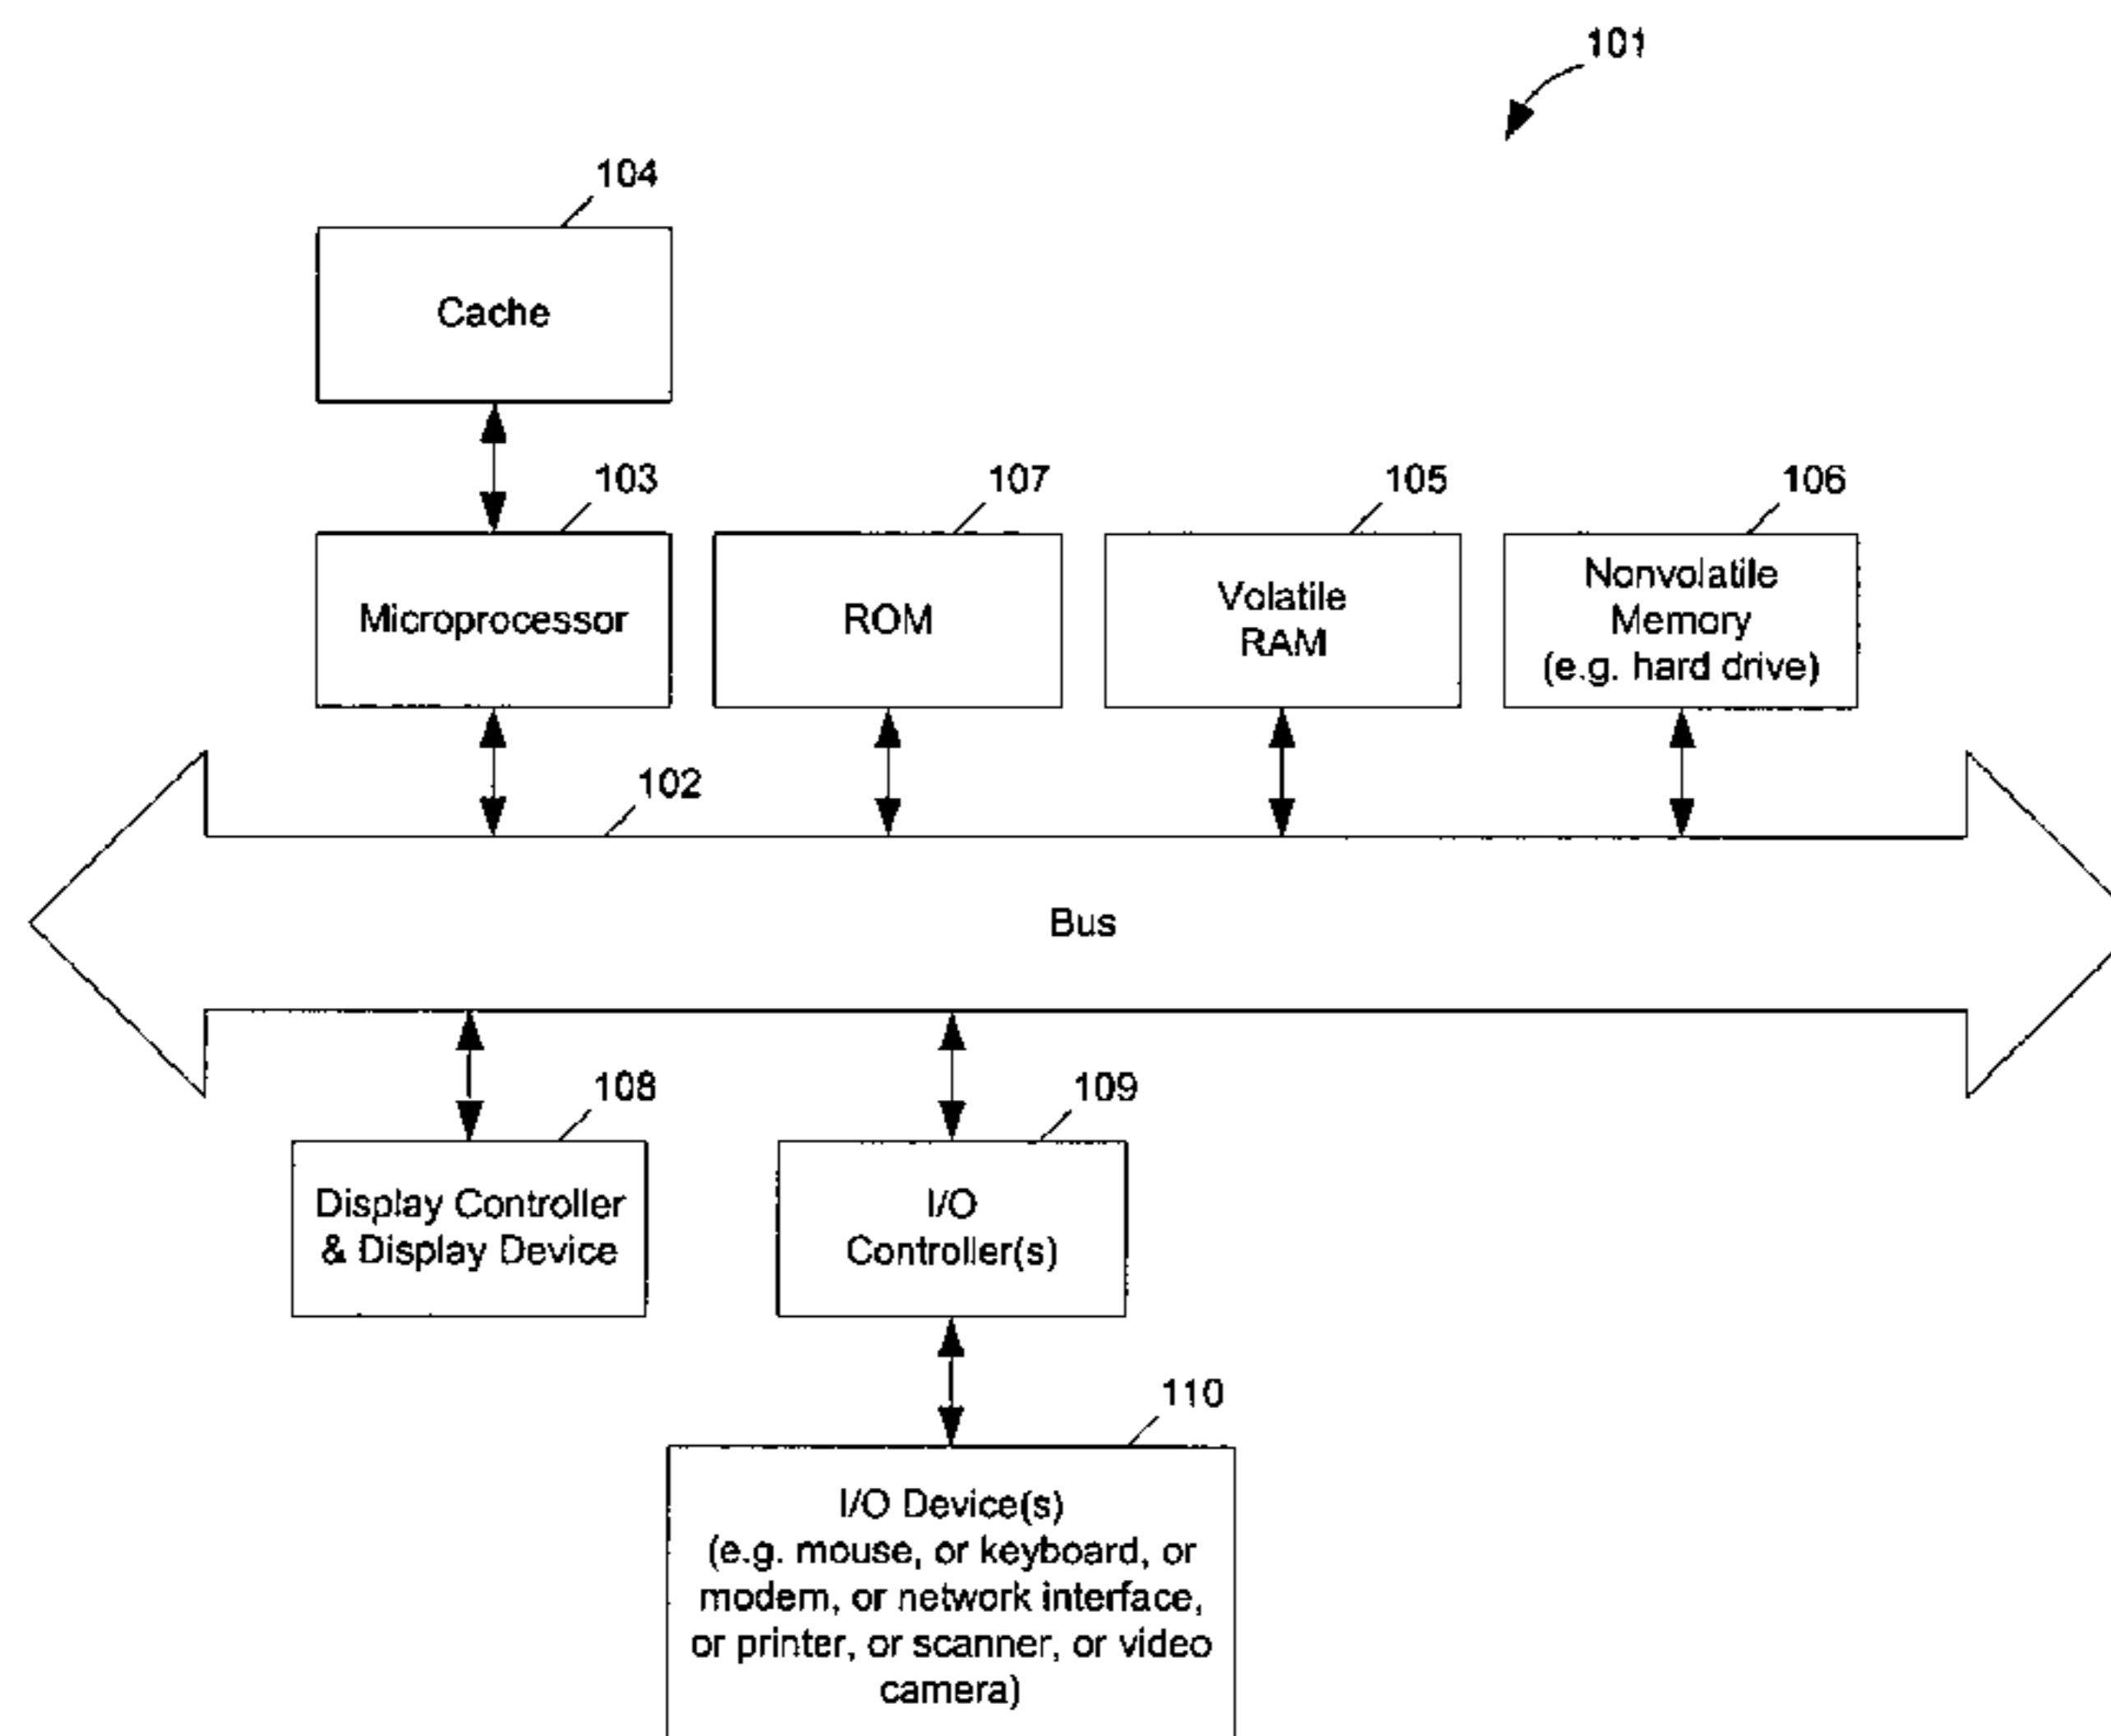 101
104
Cache
103
107
105
106
Microprocessor
ROM
Volatile
RAM
Nonvolatile
Memory
(e.g. hard drive)
102
Bus
108
109
Display Controller
& Display Device
I/O
Controller(s)
110
I/O Device(s)
(e.g. mouse, or keyboard, or
modem, or network interface,
or printer, or scanner, or video
camera)